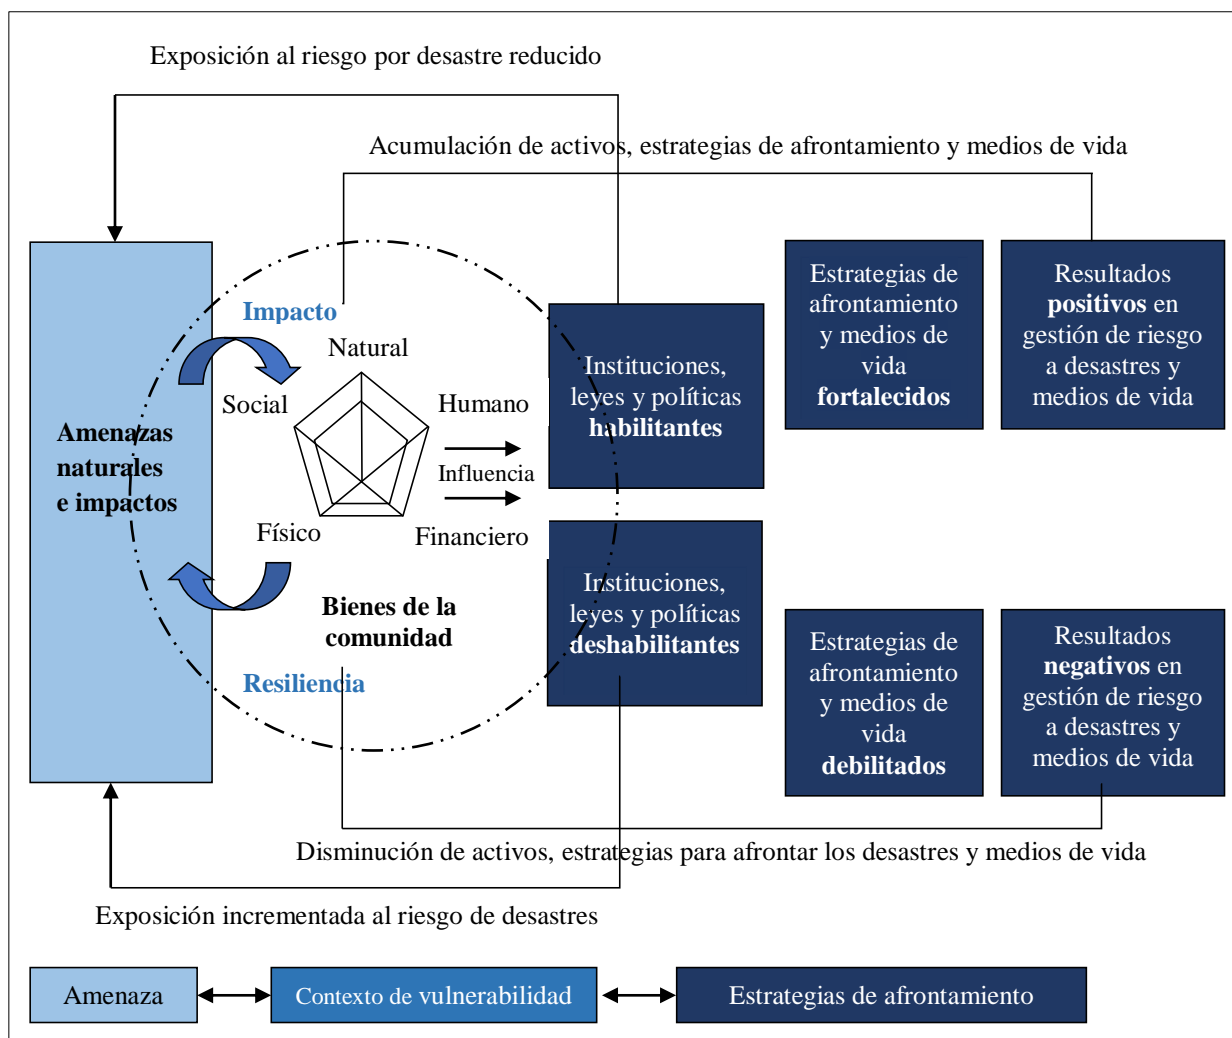 Exposición al riesgo por desastre reducido
Acumulación de activos, estrategias de afrontamiento y medios de vida
Amenazas
naturales
e impactos
Impacto
Natural
Social
Humano
Influencia
Físico
Financiero
Bienes de la
comunidad
Resiliencia
Instituciones,
leyes y políticas
habilitantes
Instituciones,
leyes y políticas
deshabilitantes
Estrategias de
afrontamiento
y medios de
vida
fortalecidos
Resultados
positivos en
gestión de riesgo
a desastres y
medios de vida
Estrategias de
afrontamiento
y medios de
vida
debilitados
Resultados
negativos en
gestión de riesgo
a desastres y
medios de vida
Disminución de activos, estrategias para afrontar los desastres y medios de vida
Exposición incrementada al riesgo de desastres
Amenaza
Contexto de vulnerabilidad
Estrategias de afrontamiento